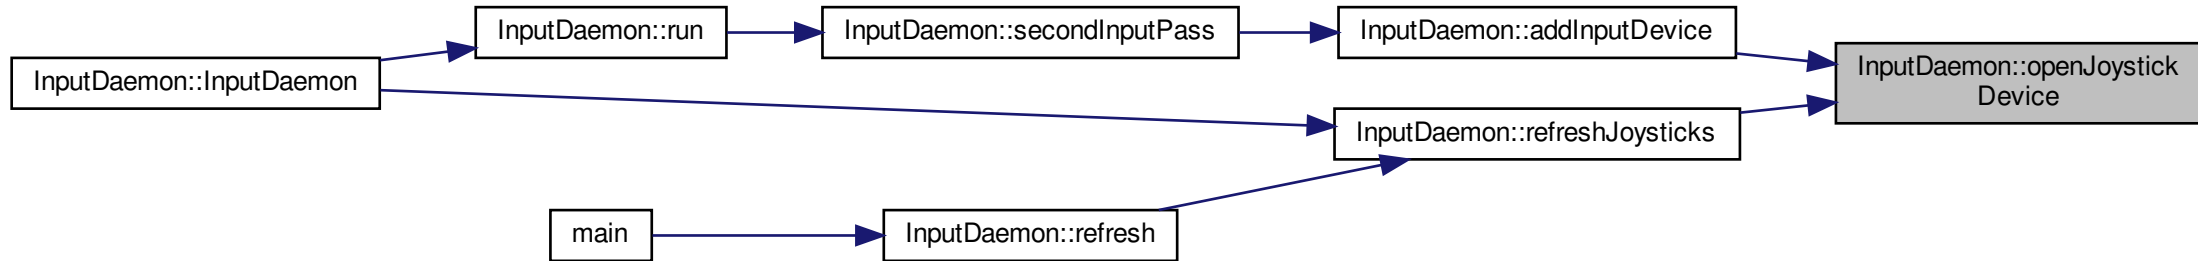 InputDaemon::InputDaemon
InputDaemon::run
InputDaemon::secondInputPass
InputDaemon::addInputDevice
InputDaemon::openJoystick
Device
InputDaemon::refreshJoysticks
main
InputDaemon::refresh